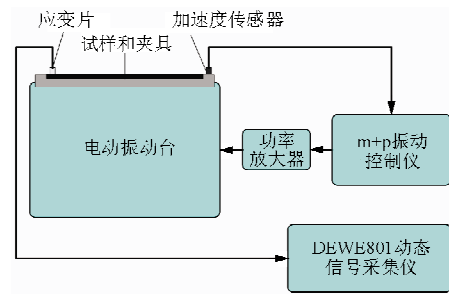 应变片
加速度传感器
试样和夹具
电动振动台
功率
放大器
m+p振动
控制仪
DEWE801动态
信号采集仪